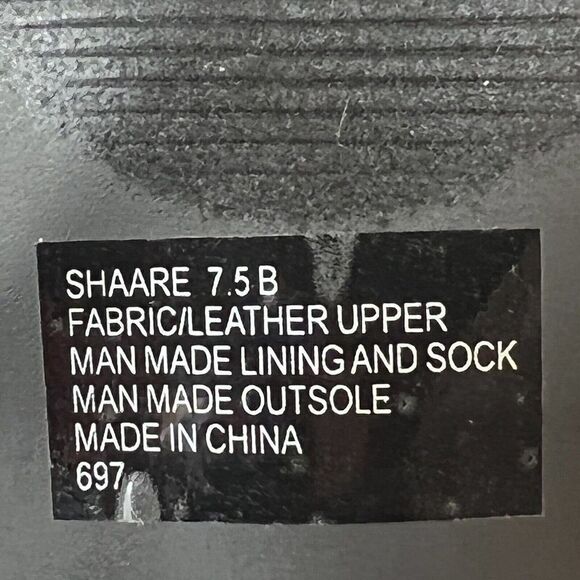 SHAARE 7.5 B
FABRIC/LEATHER UPPER
MAN MADE LINING AND SOCK
MAN MADE OUTSOLE
MADE IN CHINA
697